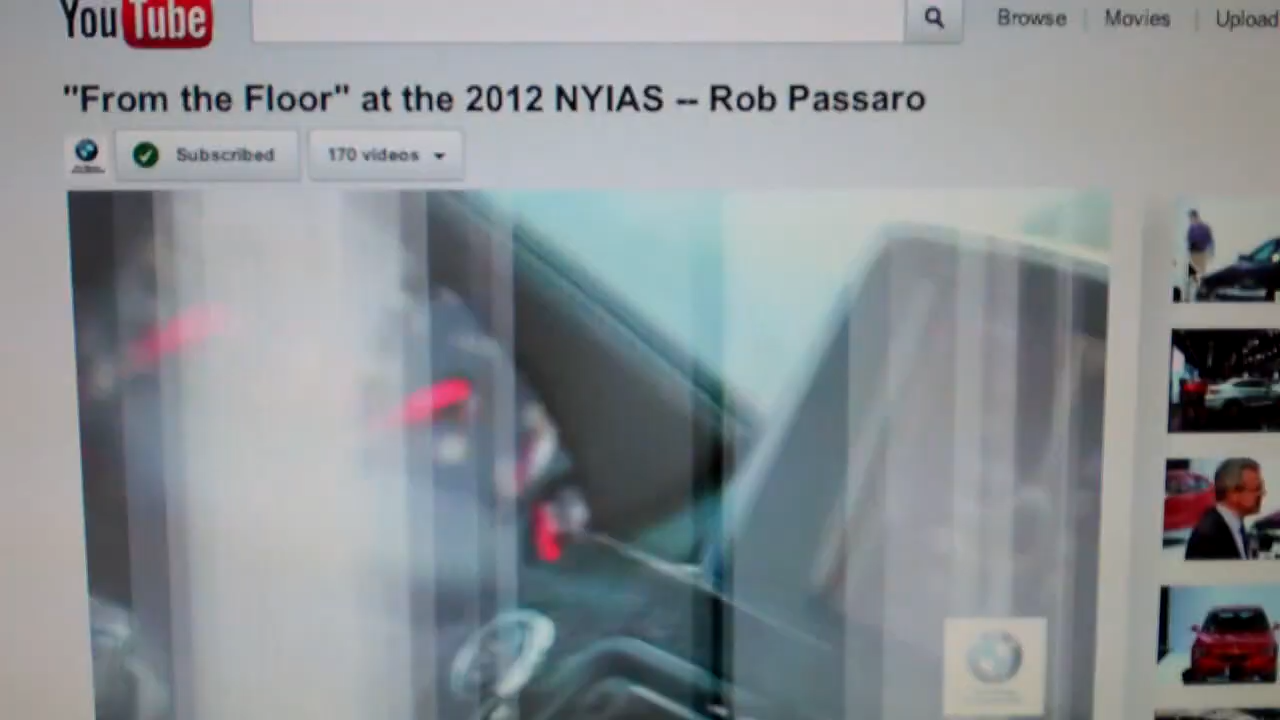 YouTube
Browse | Movies | Upload
"From the Floor" at the 2012 NYIAS -- Rob Passaro
Subscribed
170 videos